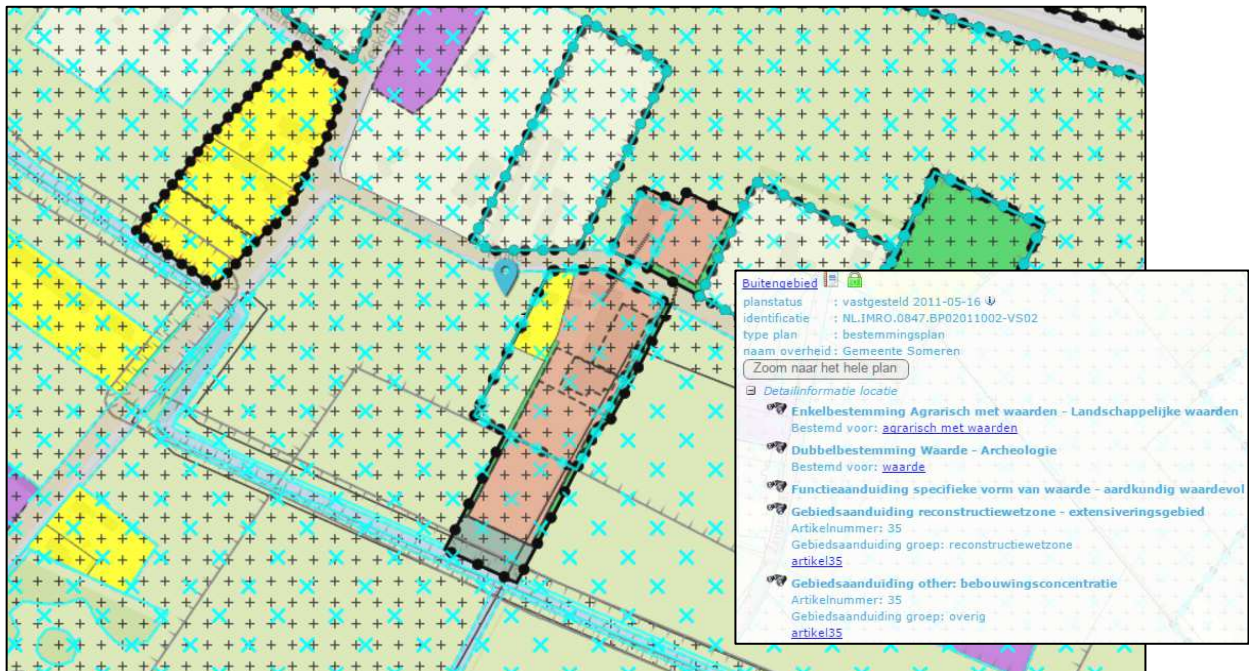 Buitengebied
planstatus : vastgesteld 2011-05-16
identificatie : NL.IMRO.0847.BP02011002-VS02
type plan : bestemmingsplan
naam overheid : Gemeente Someren
Zoom naar het hele plan
Detailinformatie locatie
Enkelbestemming Agrarisch met waarden - Landschappelijke waarden
Bestemd voor: agrarisch met waarden
Dubbelbestemming Waarde - Archeologie
Bestemd voor: waarde
Functieaanduiding specifieke vorm van waarde - aardkundig waardevol
Gebiedsaanduiding reconstructiewetzone - extensiveringsgebied
Artikelnummer: 35
Gebiedsaanduiding groep: reconstructiewetzone
artikel35
Gebiedsaanduiding other: bebouwingsconcentratie
Artikelnummer: 35
Gebiedsaanduiding groep: overig
artikel35